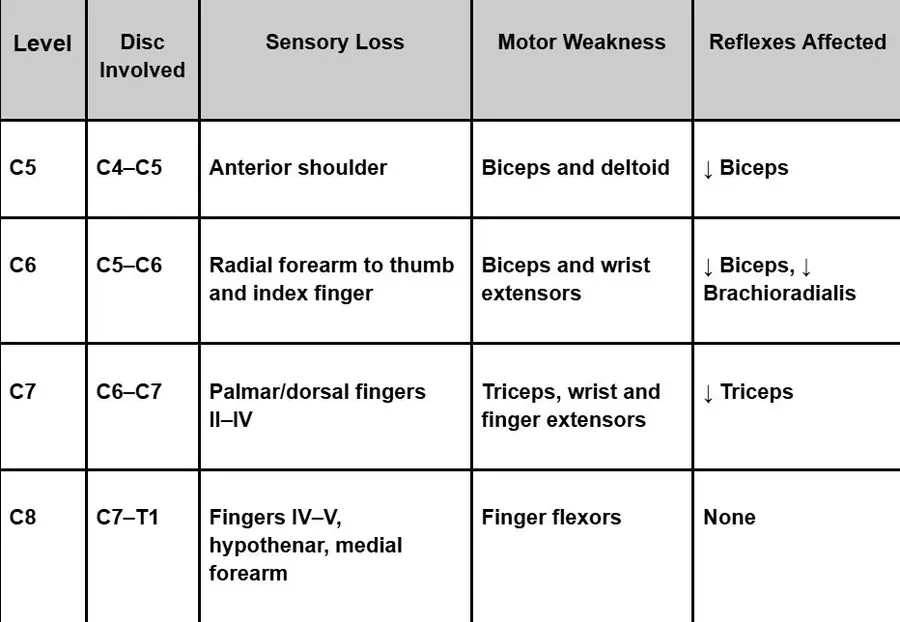 Level
Disc
Involved
Sensory Loss
Motor Weakness
Reflexes Affected
C5
C4–C5
Anterior shoulder
Biceps and deltoid
↓ Biceps
C6
C5–C6
Radial forearm to thumb
and index finger
Biceps and wrist
extensors
↓ Biceps, ↓
Brachioradialis
C7
C6–C7
Palmar/dorsal fingers
II–IV
Triceps, wrist and
finger extensors
↓ Triceps
C8
C7–T1
Fingers IV–V,
hypothenar, medial
forearm
Finger flexors
None